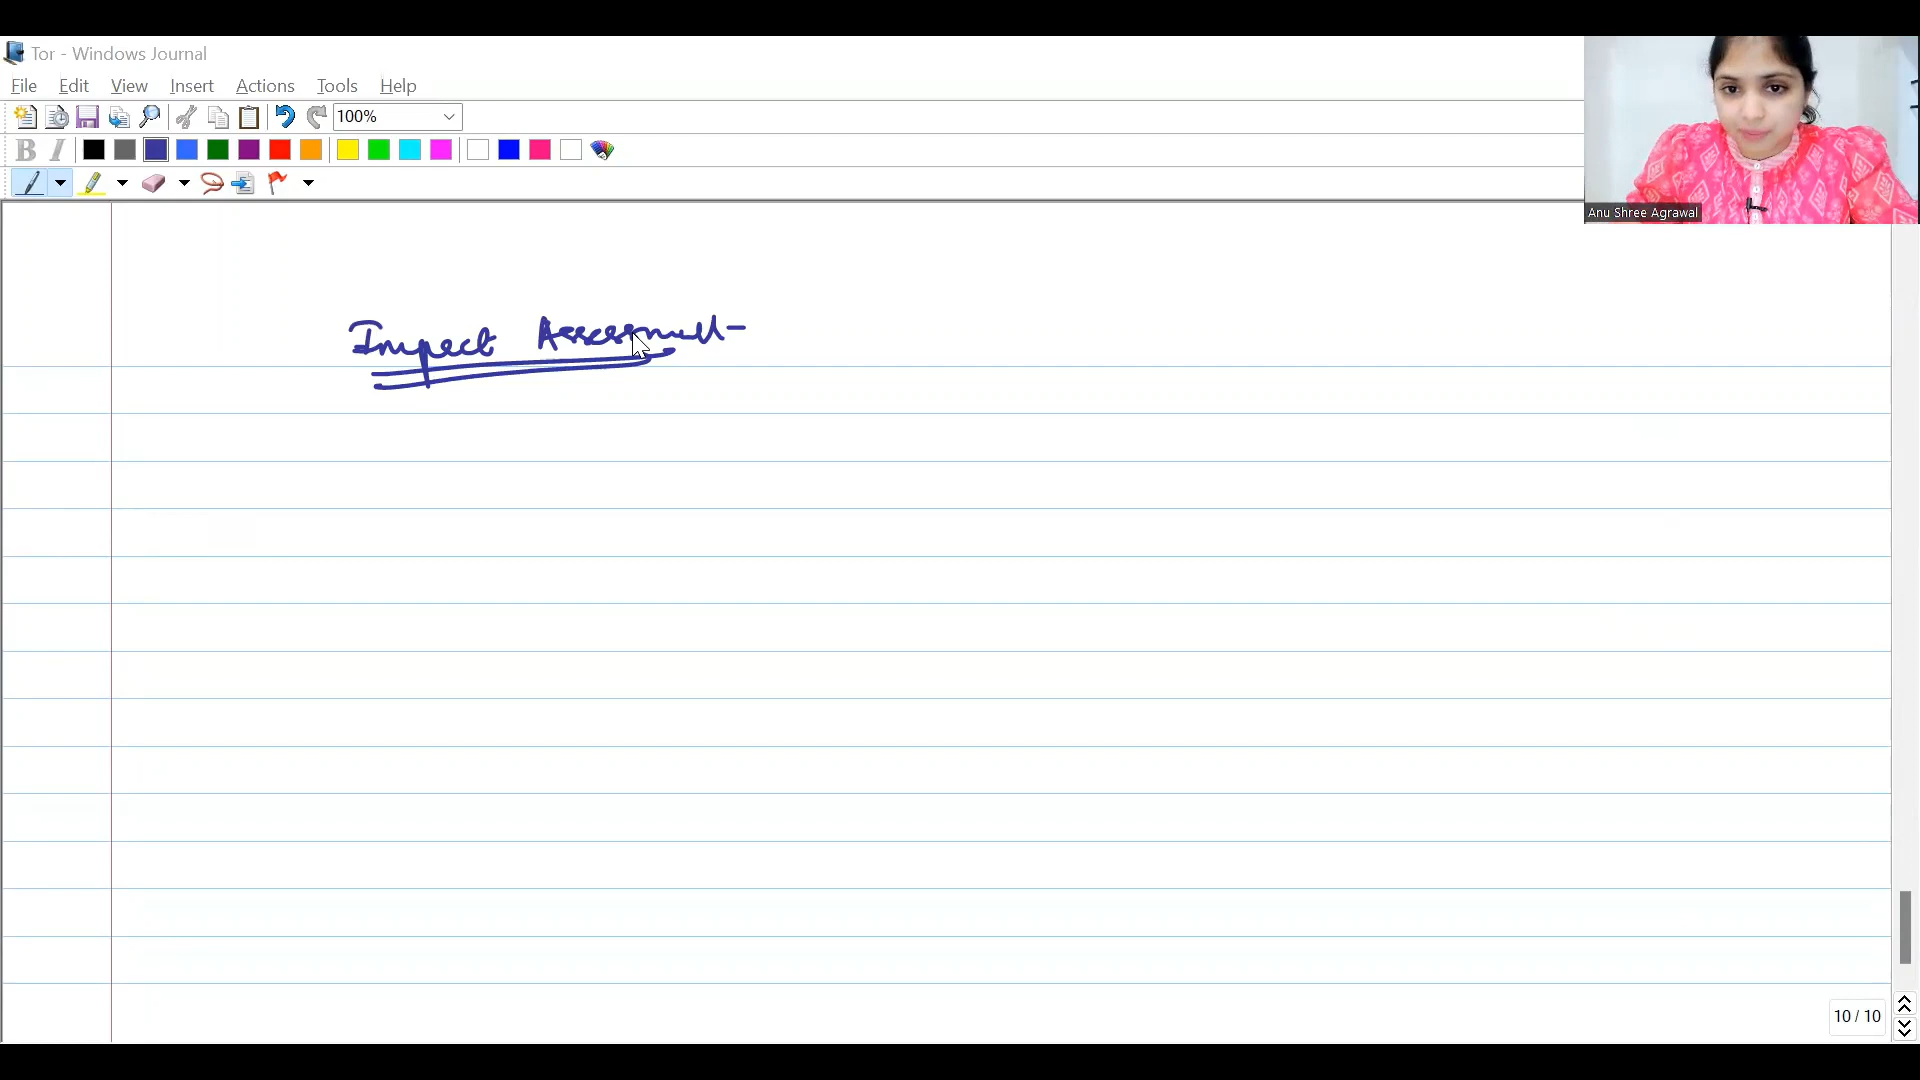 Tor - Windows Journal
File Edit View Insert Actions Tools Help
100%
B I
Anu Shree Agrawal
Impact Assessment
10 / 10